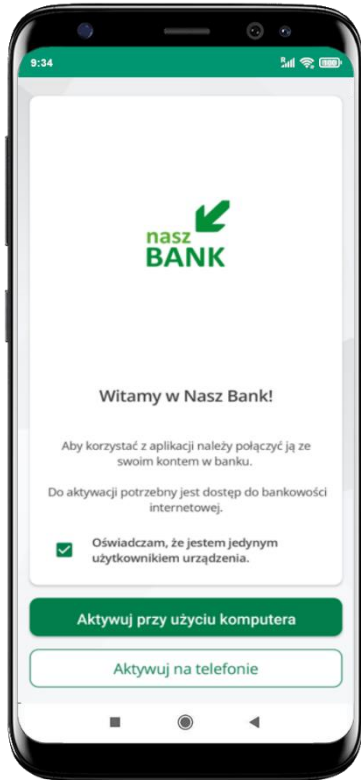 9:34
nasz
BANK
Witamy w Nasz Bank!
Aby korzystać z aplikacji należy połączyć ją ze
swoim kontem w banku.
Do aktywacji potrzebny jest dostęp do bankowości
internetowej.
Oświadczam, że jestem jedynym
użytkownikiem urządzenia.
Aktywuj przy użyciu komputera
Aktywuj na telefonie